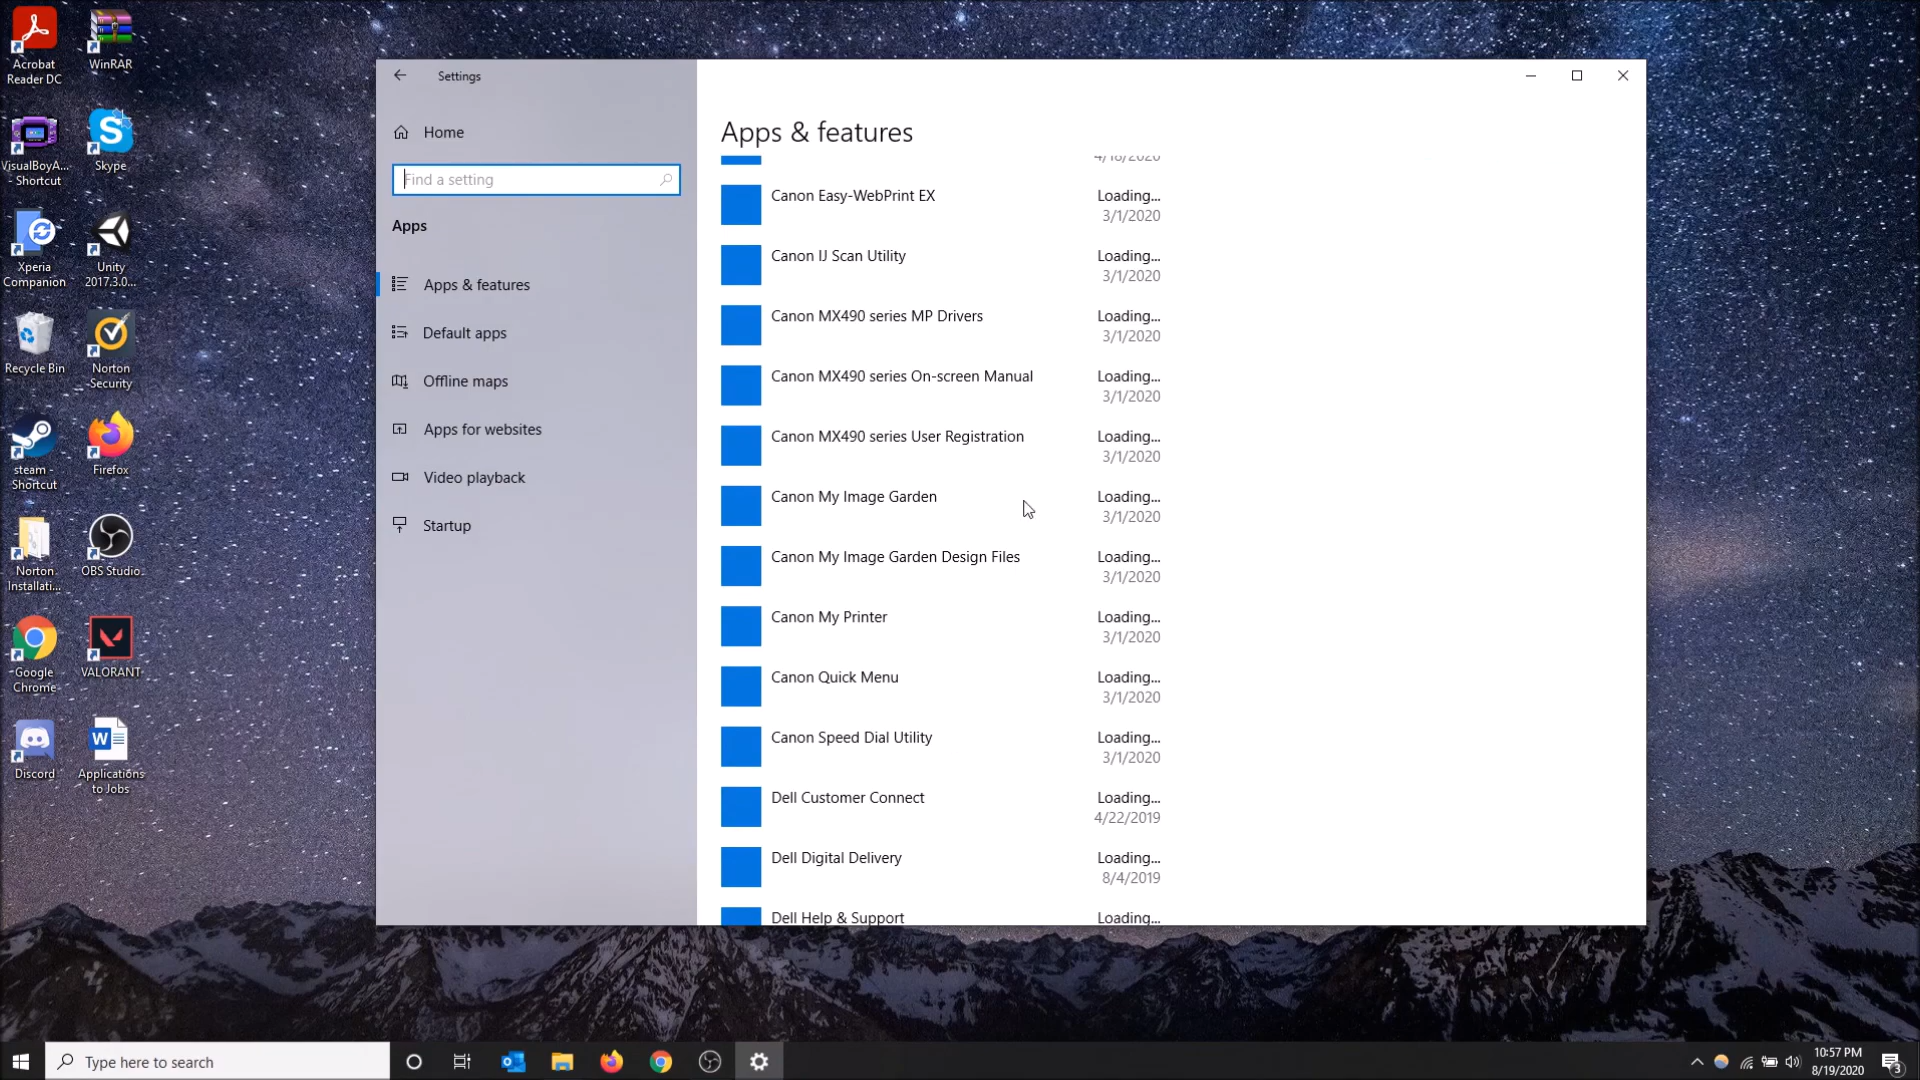 Acrobat
Reader DC
WinRAR
VisualBoyA...
- Shortcut
Skype
Xperia
Companion
Unity
2017.3.0...
Recycle Bin
Norton
Security
steam -
Shortcut
Firefox
Norton
Installati...
OBS Studio
Google
Chrome
VALORANT
Discord
Applications
to Jobs
Settings
Home
Find a setting
Apps
Apps & features
Default apps
Offline maps
Apps for websites
Video playback
Startup
Apps & features
4/18/2020
Canon Easy-WebPrint EX Loading...
3/1/2020
Canon IJ Scan Utility Loading...
3/1/2020
Canon MX490 series MP Drivers Loading...
3/1/2020
Canon MX490 series On-screen Manual Loading...
3/1/2020
Canon MX490 series User Registration Loading...
3/1/2020
Canon My Image Garden Loading...
3/1/2020
Canon My Image Garden Design Files Loading...
3/1/2020
Canon My Printer Loading...
3/1/2020
Canon Quick Menu Loading...
3/1/2020
Canon Speed Dial Utility Loading...
3/1/2020
Dell Customer Connect Loading...
4/22/2019
Dell Digital Delivery Loading...
8/4/2019
Dell Help & Support Loading...
Type here to search
10:57 PM
8/19/2020
3